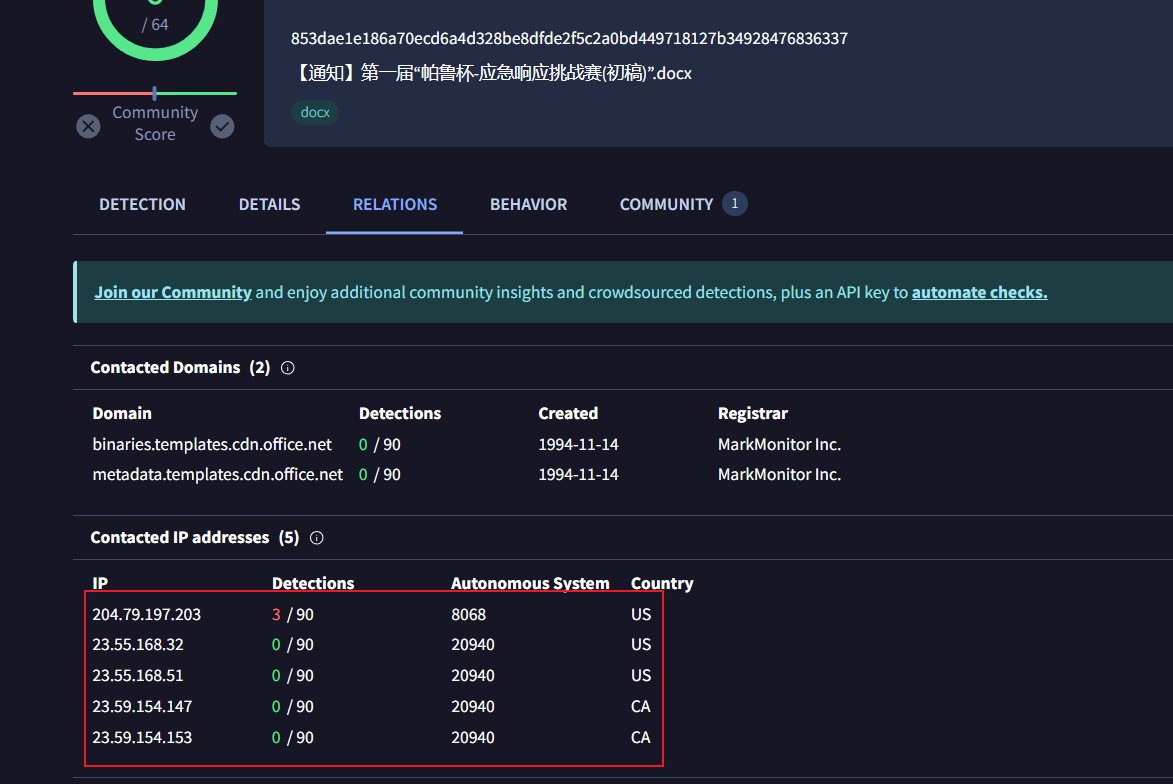 / 64
Community
Score
853dae1e186a70ecd6a4d328be8dfde2f5c2a0bd449718127b34928476836337
【通知】第一届“帕鲁杯-应急响应挑战赛(初稿)”.docx
docx
DETECTION DETAILS RELATIONS BEHAVIOR COMMUNITY 1
Join our Community and enjoy additional community insights and crowdsourced detections, plus an API key to automate checks.
Contacted Domains (2)
Domain Detections Created Registrar
binaries.templates.cdn.office.net 0 / 90 1994-11-14 MarkMonitor Inc.
metadata.templates.cdn.office.net 0 / 90 1994-11-14 MarkMonitor Inc.
Contacted IP addresses (5)
IP Detections Autonomous System Country
204.79.197.203 3 / 90 8068 US
23.55.168.32 0 / 90 20940 US
23.55.168.51 0 / 90 20940 US
23.59.154.147 0 / 90 20940 CA
23.59.154.153 0 / 90 20940 CA